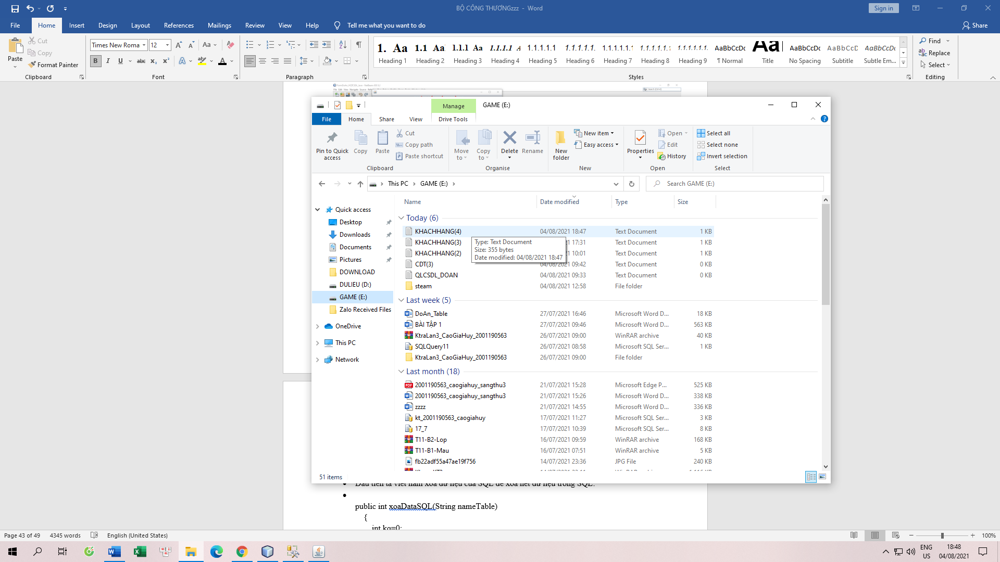 BỘ CÔNG THƯƠNGzzz - Word
Sign in
File Home Insert Design Layout References Mailings Review View Help Tell me what you want to do Share
Paste
Cut
Copy
Format Painter
Clipboard
Times New Roma 12
Aa
B I U abc x₂ x²
Font
Paragraph
1. Aa 1.1 Aa 1.1.1 Aa 1.1.1.1 A 1.1.1.1.1 1.1.1.1.1. 1.1.1.1.1.1 1.1.1.1.1.1 1.1.1.1.1.1. AaBbCcDc AaI AaBbCcDc AaBbCcD AaBbCcDc
Heading 1 Heading 2 Heading 3 Heading 4 Heading 5 Heading 6 Heading 7 Heading 8 Heading 9 ¶ Normal Title No Spacing Subtitle Subtle Em...
Styles
Find
Replace
Select
Editing
Manage GAME (E:)
File Home Share View Drive Tools
Pin to Quick access
Copy
Paste
Cut
Copy path
Paste shortcut
Clipboard
Move to
Copy to
Delete
Rename
Organise
New folder
New item
Easy access
New
Properties
Open
Edit
History
Open
Select all
Select none
Invert selection
Select
This PC > GAME (E:) >
Search GAME (E:)
Quick access
Desktop
Downloads
Documents
Pictures
DOWNLOAD
DULIEU (D:)
GAME (E:)
Zalo Received Files
OneDrive
This PC
Network
Name Date modified Type Size
Today (6)
KHACHHANG(4) 04/08/2021 18:47 Text Document 1 KB
KHACHHANG(3) 21 17:31 Text Document 1 KB
KHACHHANG(2) 21 10:01 Text Document 1 KB
CDT(3) 04/08/2021 09:42 Text Document 0 KB
QLCSDL_DOAN 04/08/2021 09:33 Text Document 0 KB
steam 04/08/2021 12:58 File folder
Type: Text Document
Size: 355 bytes
Date modified: 04/08/2021 18:47
Last week (5)
DoAn_Table 27/07/2021 16:46 Microsoft Word D... 18 KB
BÀI TẬP 1 27/07/2021 09:46 Microsoft Word D... 563 KB
KtraLan3_CaoGiaHuy_2001190563 26/07/2021 09:00 WinRAR archive 40 KB
SQLQuery11 26/07/2021 08:58 Microsoft SQL Ser... 1 KB
KtraLan3_CaoGiaHuy_2001190563 26/07/2021 09:00 File folder
Last month (18)
2001190563_caogiahuy_sangthu3 21/07/2021 15:28 Microsoft Edge P... 525 KB
2001190563_caogiahuy_sangthu3 21/07/2021 15:26 Microsoft Word D... 338 KB
zzzz 21/07/2021 14:55 Microsoft Word D... 336 KB
kt_2001190563_caogiahuy 17/07/2021 11:27 Microsoft SQL Ser... 3 KB
17_7 17/07/2021 10:39 Microsoft SQL Ser... 8 KB
T11-B2-Lop 16/07/2021 09:59 WinRAR archive 168 KB
T11-B1-Mau 16/07/2021 07:51 WinRAR archive 5 KB
fb22adf55a47ae19f756 14/07/2021 23:36 JPG File 240 KB
51 items
Đầu tiên ta viết hàm xóa dữ liệu của SQL để xóa hết dữ liệu trong SQL.
public int xoaDataSQL(String nameTable)
{
int kq=0;
Page 43 of 49 4345 words English (United States) 100%
ENG
US
18:48
04/08/2021